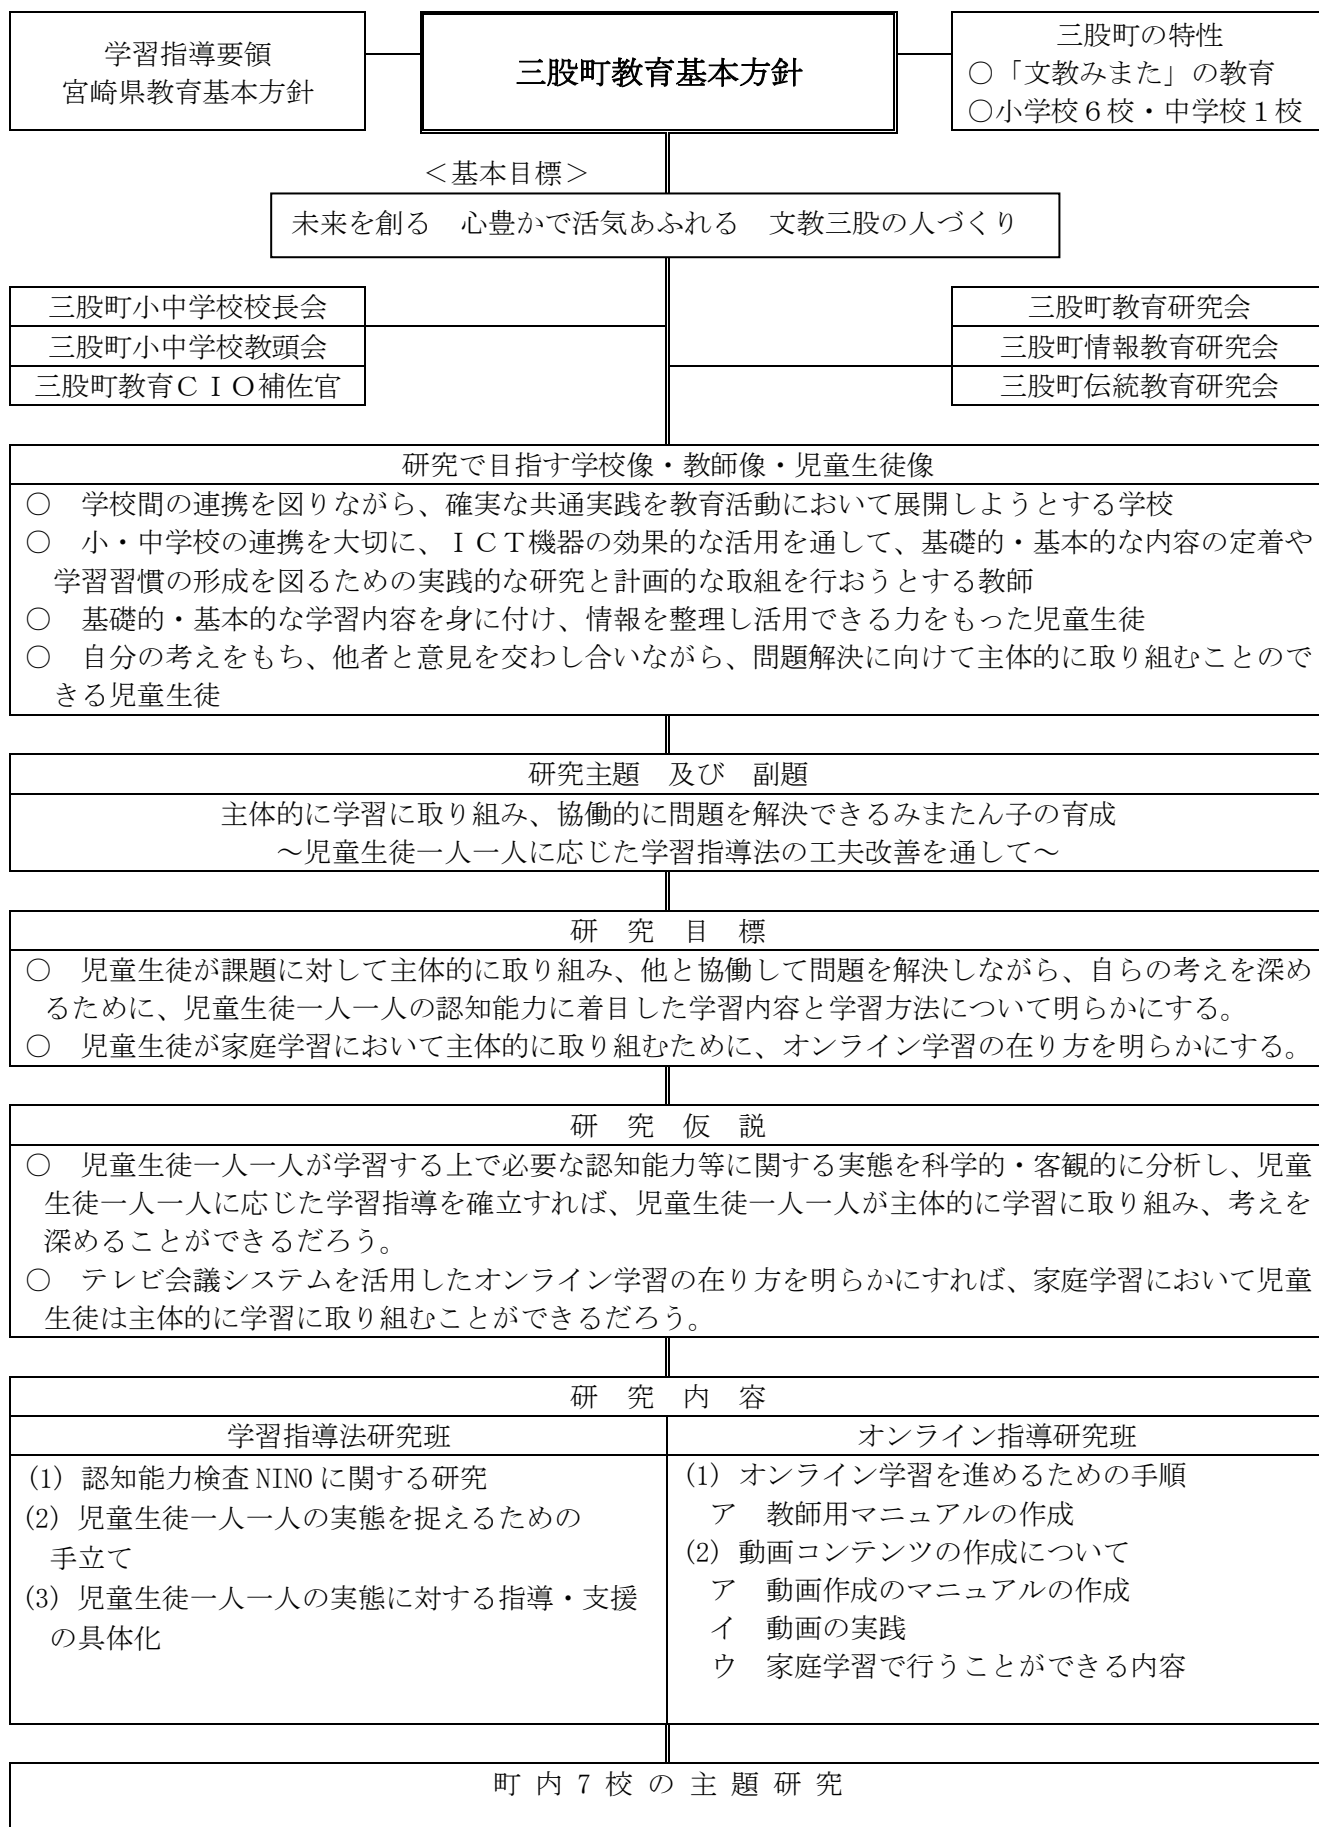 学習指導要領
宮崎県教育基本方針
三股町教育基本方針
三股町の特性
○「文教みまた」の教育
○小学校６校・中学校１校
＜基本目標＞
未来を創る　心豊かで活気あふれる　文教三股の人づくり
三股町小中学校校長会
三股町小中学校教頭会
三股町教育ＣＩＯ補佐官
三股町教育研究会
三股町情報教育研究会
三股町伝統教育研究会
研究で目指す学校像・教師像・児童生徒像
○　学校間の連携を図りながら、確実な共通実践を教育活動において展開しようとする学校
○　小・中学校の連携を大切に、ＩＣＴ機器の効果的な活用を通して、基礎的・基本的な内容の定着や
学習習慣の形成を図るための実践的な研究と計画的な取組を行おうとする教師
○　基礎的・基本的な学習内容を身に付け、情報を整理し活用できる力をもった児童生徒
○　自分の考えをもち、他者と意見を交わし合いながら、問題解決に向けて主体的に取り組むことので
きる児童生徒
研究主題　及び　副題
主体的に学習に取り組み、協働的に問題を解決できるみまたん子の育成
～児童生徒一人一人に応じた学習指導法の工夫改善を通して～
研　究　目　標
○　児童生徒が課題に対して主体的に取り組み、他と協働して問題を解決しながら、自らの考えを深め
るために、児童生徒一人一人の認知能力に着目した学習内容と学習方法について明らかにする。
○　児童生徒が家庭学習において主体的に取り組むために、オンライン学習の在り方を明らかにする。
研　究　仮　説
○　児童生徒一人一人が学習する上で必要な認知能力等に関する実態を科学的・客観的に分析し、児童
生徒一人一人に応じた学習指導を確立すれば、児童生徒一人一人が主体的に学習に取り組み、考えを
深めることができるだろう。
○　テレビ会議システムを活用したオンライン学習の在り方を明らかにすれば、家庭学習において児童
生徒は主体的に学習に取り組むことができるだろう。
研　究　内　容
学習指導法研究班
(1) 認知能力検査 NINO に関する研究
(2) 児童生徒一人一人の実態を捉えるための
手立て
(3) 児童生徒一人一人の実態に対する指導・支援
の具体化
オンライン指導研究班
(1) オンライン学習を進めるための手順
ア　教師用マニュアルの作成
(2) 動画コンテンツの作成について
ア　動画作成のマニュアルの作成
イ　動画の実践
ウ　家庭学習で行うことができる内容
町 内 7 校 の 主 題 研 究